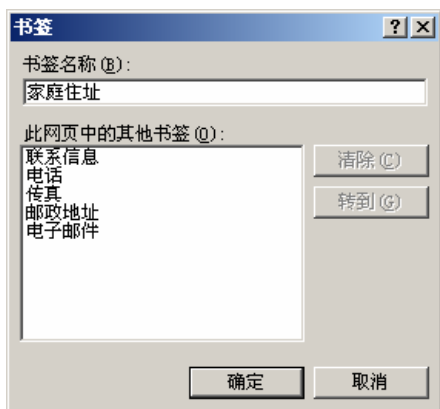 书签
书签名称(B):
家庭住址
此网页中的其他书签(O):
联系信息
电话
传真
邮政地址
电子邮件
清除(C)
转到(G)
确定
取消